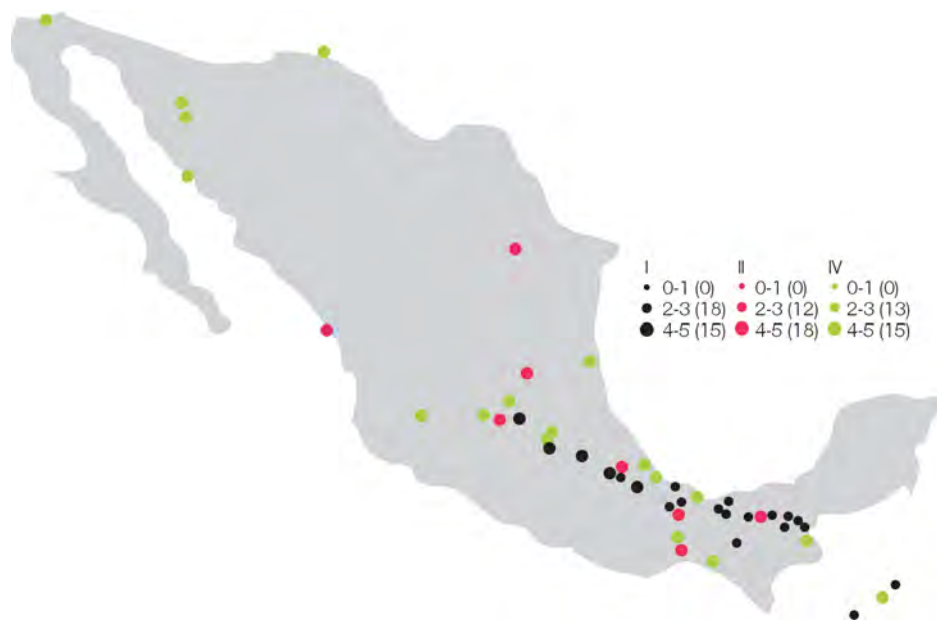 I II IV
0-1 (0) 0-1 (0) 0-1 (0)
2-3 (18) 2-3 (12) 2-3 (13)
4-5 (15) 4-5 (18) 4-5 (15)